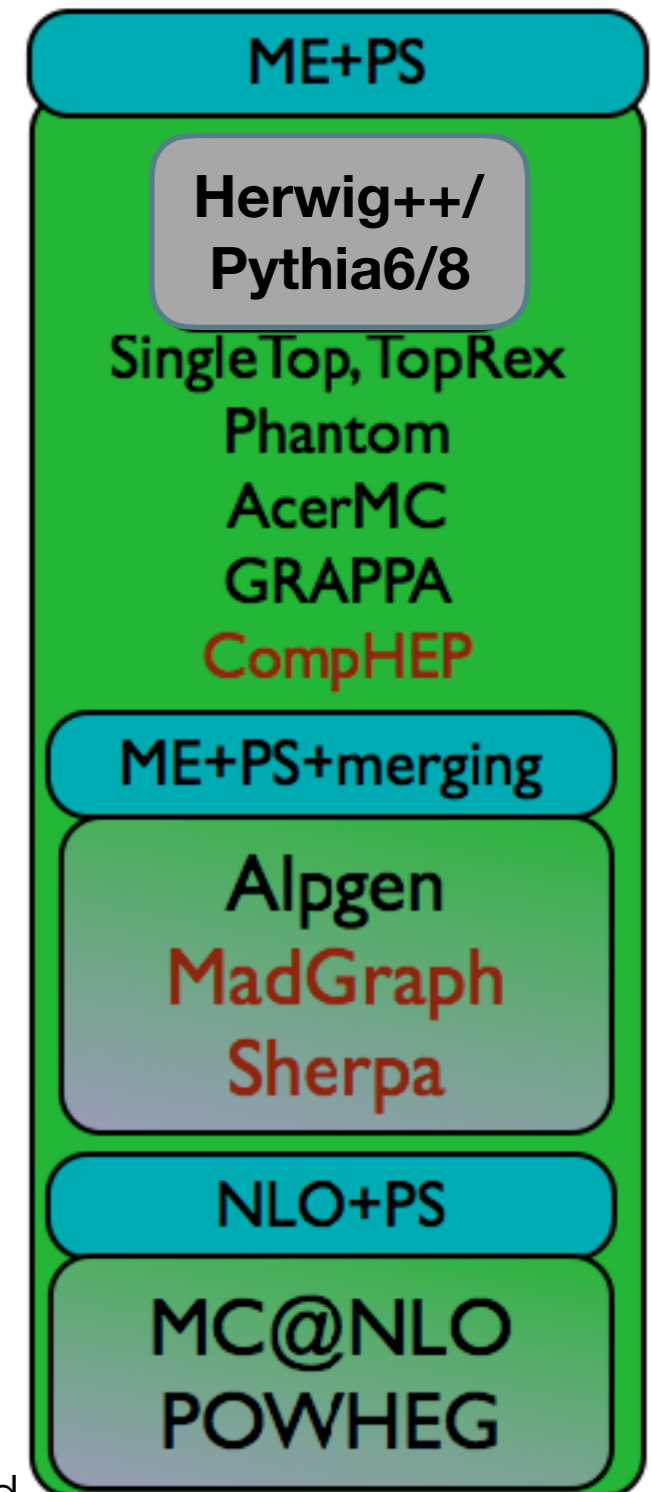 ME+PS
Herwig++/
Pythia6/8
SingleTop, TopRex
Phantom
AcerMC
GRAPPA
CompHEP
ME+PS+merging
Alpgen
MadGraph
Sherpa
NLO+PS
MC@NLO
POWHEG